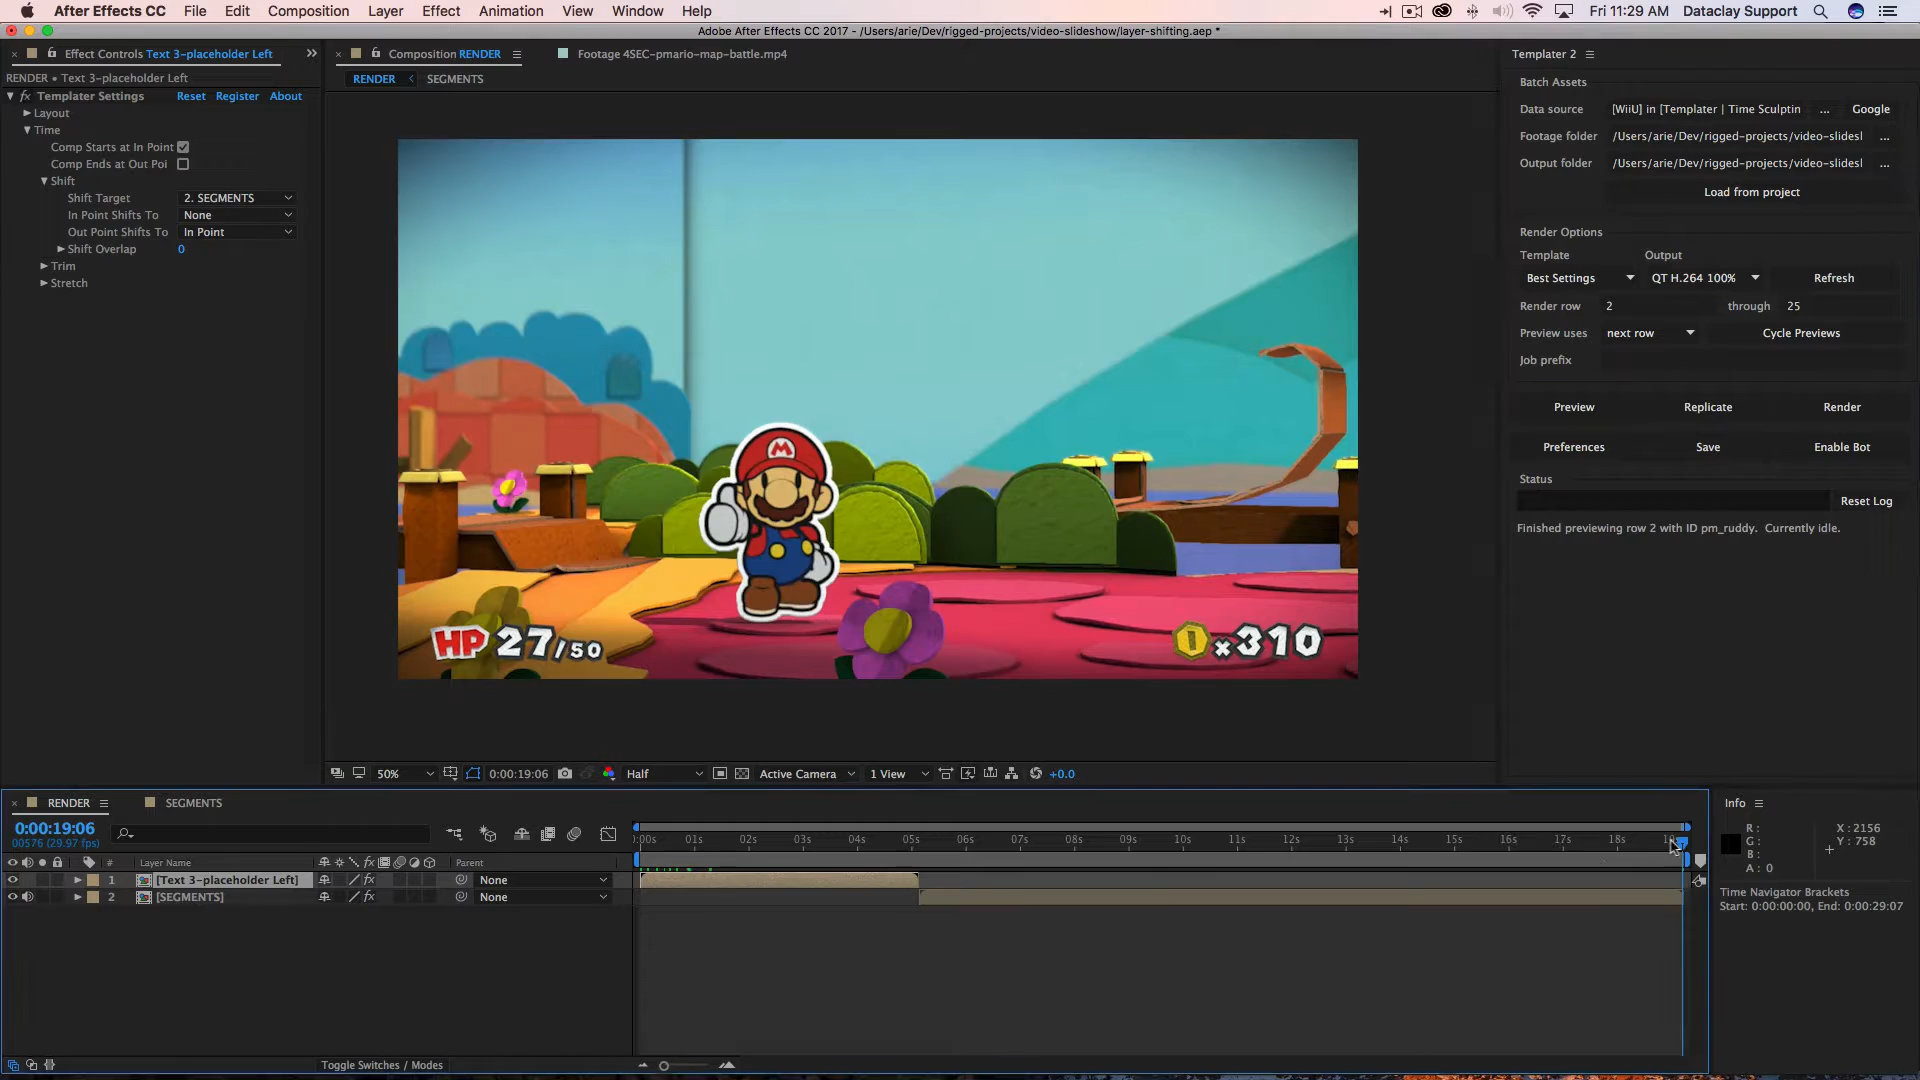 After Effects CC File Edit Composition Layer Effect Animation View Window Help Fri 11:29 AM Dataclay Support
Adobe After Effects CC 2017 - /Users/arie/Dev/rigged-projects/video-slideshow/layer-shifting.aep *
Effect Controls Text 3-placeholder Left
RENDER • Text 3-placeholder Left
fx Templater Settings Reset Register About
Layout
Time
Comp Starts at In Point
Comp Ends at Out Poi
Shift
Shift Target 2. SEGMENTS
In Point Shifts To None
Out Point Shifts To In Point
Shift Overlap 0
Trim
Stretch
Composition RENDER Footage 4SEC-pmario-map-battle.mp4
RENDER SEGMENTS
M
HP 27/50
x310
50% 0:00:19:06 Half Active Camera 1 View +0.0
Templater 2
Batch Assets
Data source [WiiU] in [Templater | Time Sculptin ... Google
Footage folder /Users/arie/Dev/rigged-projects/video-slidesl ...
Output folder /Users/arie/Dev/rigged-projects/video-slidesl ...
Load from project
Render Options
Template Output
Best Settings QT H.264 100% Refresh
Render row 2 through 25
Preview uses next row Cycle Previews
Job prefix
Preview Replicate Render
Preferences Save Enable Bot
Status
Reset Log
Finished previewing row 2 with ID pm_ruddy. Currently idle.
RENDER SEGMENTS
0:00:19:06
00576 (29.97 fps)
:00s 01s 02s 03s 04s 05s 06s 07s 08s 09s 10s 11s 12s 13s 14s 15s 16s 17s 18s
# Layer Name fx Parent
1 [Text 3-placeholder Left] fx None
2 [SEGMENTS] fx None
Toggle Switches / Modes
Info
R: X: 2156
G: Y: 758
B:
A: 0
Time Navigator Brackets
Start: 0:00:00:00, End: 0:00:29:07